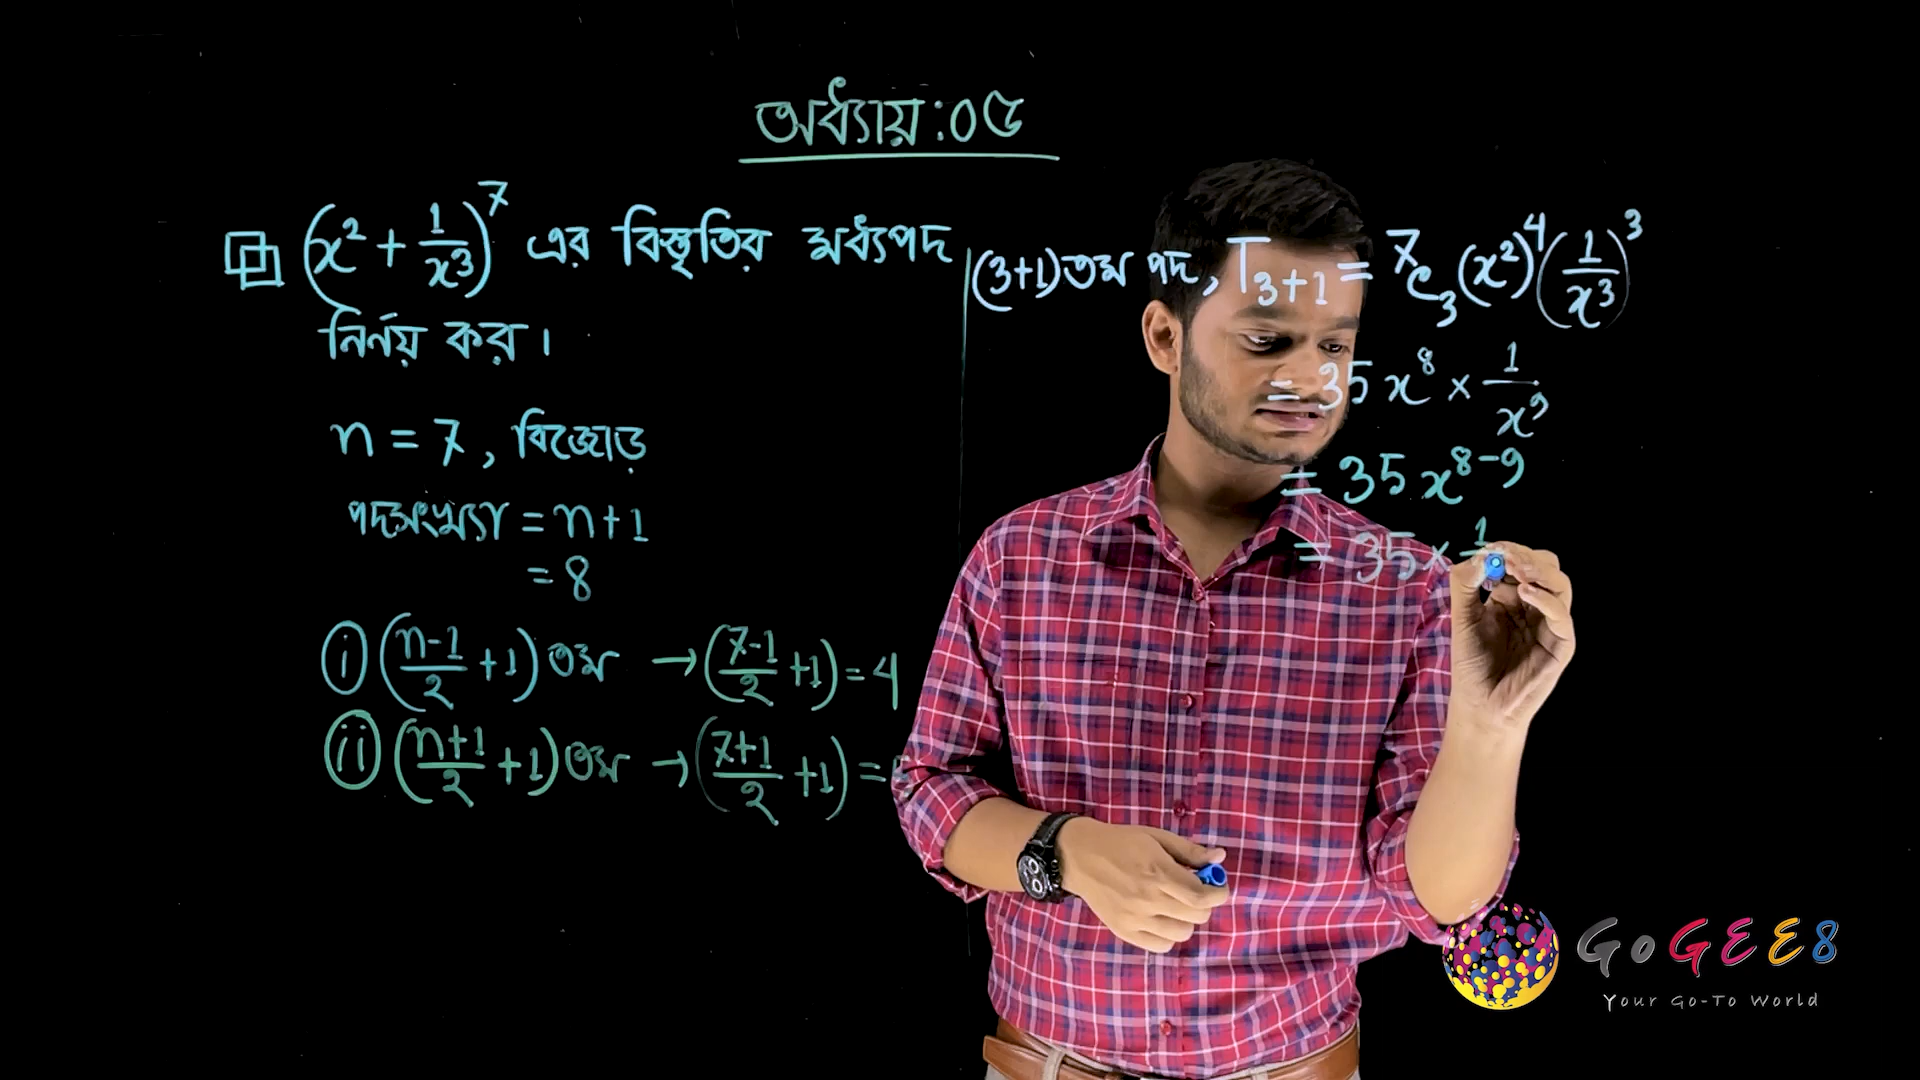 অধ্যায় :০৫
(x² + 1/x³)⁷ এর বিস্তৃতির মধ্যপদ
নির্নয় কর।
n = 7, বিজোড়
পদসংখ্যা = n+1
= 8
(i) ((n-1)/2 + 1) তম → ((7-1)/2 + 1) = 4
(ii) ((n+1)/2 + 1) তম → ((7+1)/2 + 1) =
(3+1) তম পদ, T₃₊₁ = ⁷C₃ (x²)⁴ (1/x³)³
= 35 x⁸ × 1/x⁹
= 35 x⁸⁻⁹
= 35 × 1
GoGEE8
Your Go-To World